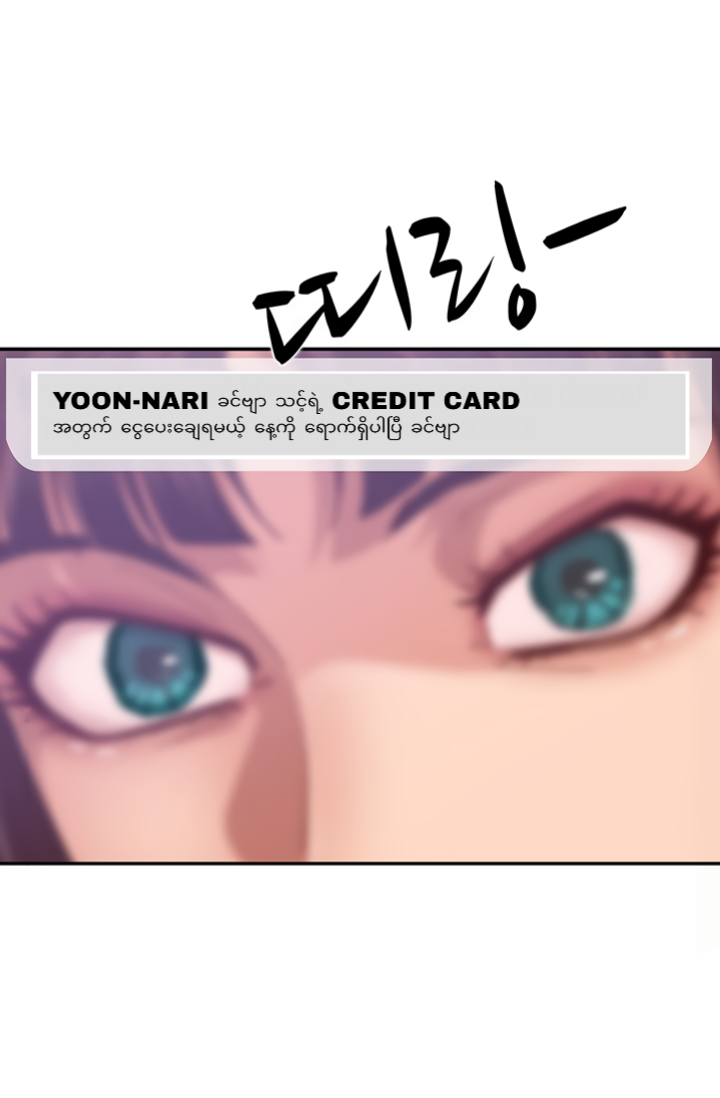 띠링-
YOON-NARI ခင်ဗျာ သင့်ရဲ့ CREDIT CARD
အတွက် ငွေပေးချေရမယ့် နေ့ကို ရောက်ရှိပါပြီ ခင်ဗျာ